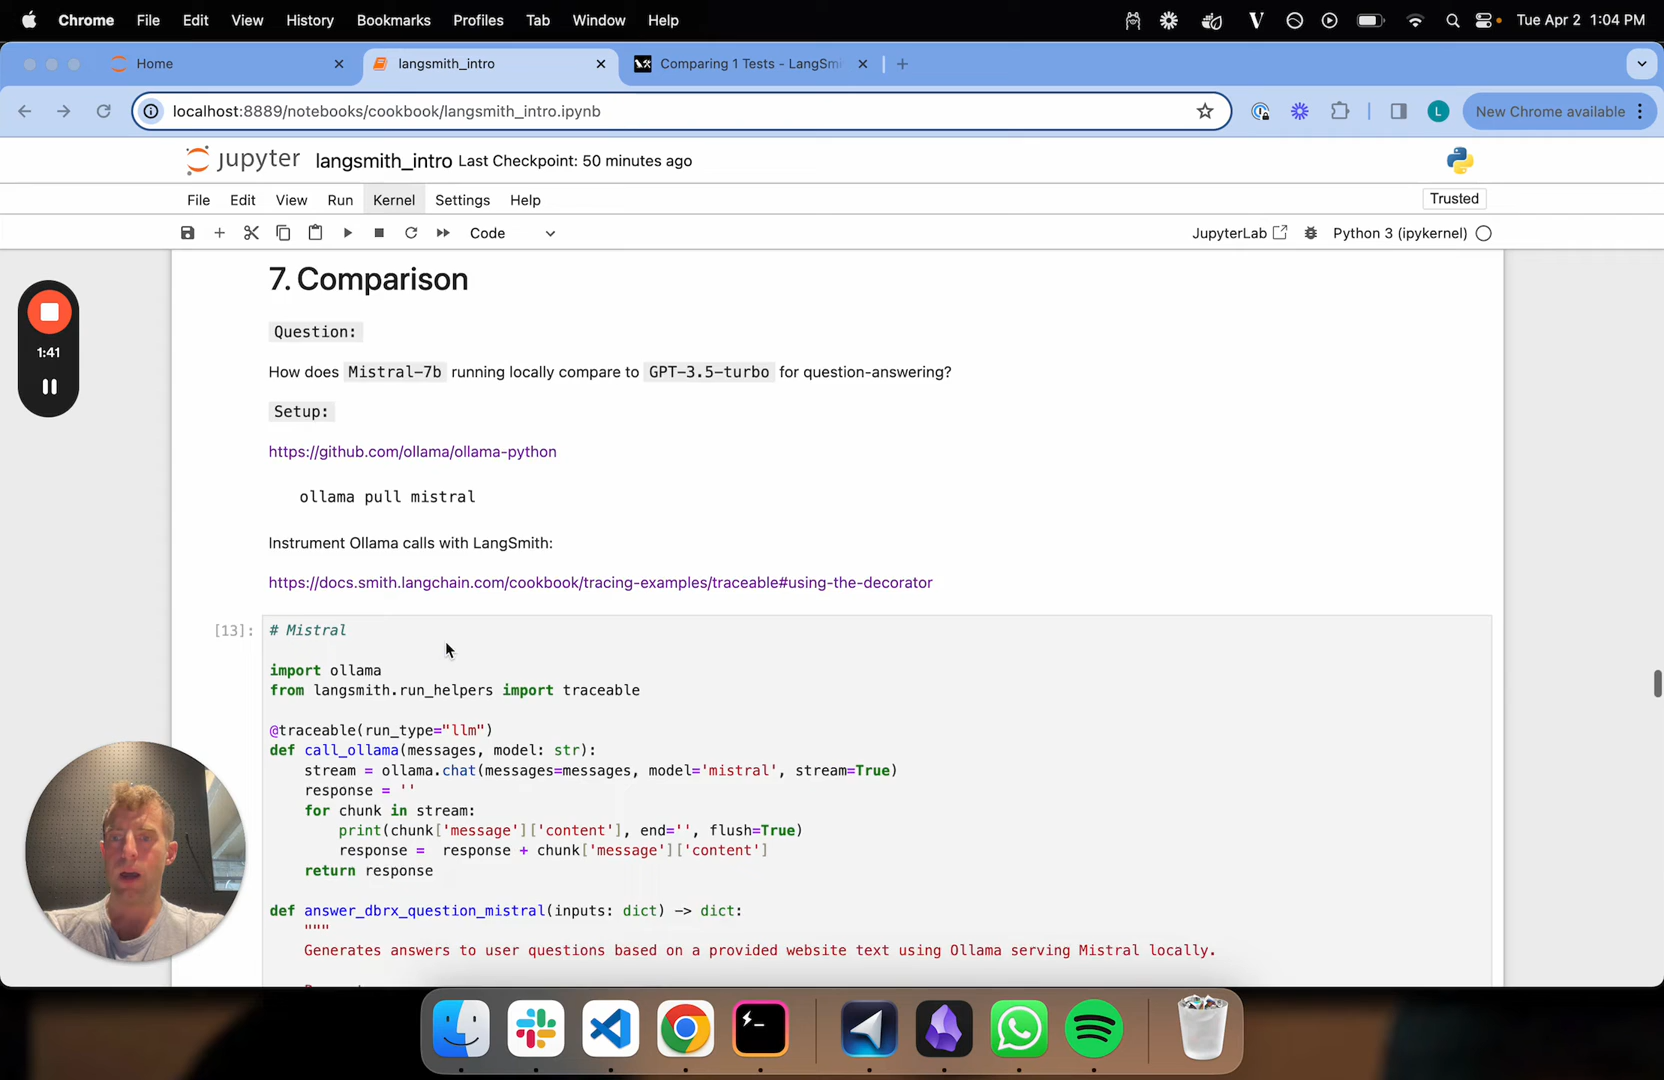 Chrome File Edit View History Bookmarks Profiles Tab Window Help Tue Apr 2 1:04 PM
Home langsmith_intro Comparing 1 Tests - LangSmi
localhost:8889/notebooks/cookbook/langsmith_intro.ipynb L New Chrome available
jupyter langsmith_intro Last Checkpoint: 50 minutes ago
File Edit View Run Kernel Settings Help Trusted
Code JupyterLab Python 3 (ipykernel)
7. Comparison
Question:
1:41
How does Mistral-7b running locally compare to GPT-3.5-turbo for question-answering?
Setup:
https://github.com/ollama/ollama-python
ollama pull mistral
Instrument Ollama calls with LangSmith:
https://docs.smith.langchain.com/cookbook/tracing-examples/traceable#using-the-decorator
[13]: # Mistral
import ollama
from langsmith.run_helpers import traceable
@traceable(run_type="llm")
def call_ollama(messages, model: str):
stream = ollama.chat(messages=messages, model='mistral', stream=True)
response = ''
for chunk in stream:
print(chunk['message']['content'], end='', flush=True)
response =  response + chunk['message']['content']
return response
def answer_dbrx_question_mistral(inputs: dict) -> dict:
"""
Generates answers to user questions based on a provided website text using Ollama serving Mistral locally.